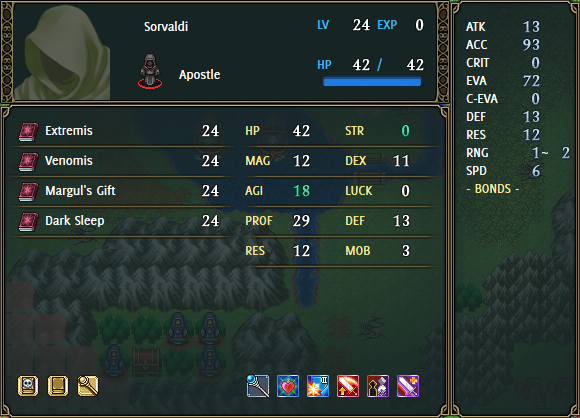 Sorvaldi
LV 24 EXP 0
Apostle
HP 42 / 42
Extremis 24
Venomis 24
Margul's Gift 24
Dark Sleep 24
HP 42 STR 0
MAG 12 DEX 11
AGI 18 LUCK 0
PROF 29 DEF 13
RES 12 MOB 3
II
ATK 13
ACC 93
CRIT 0
EVA 72
C-EVA 0
DEF 13
RES 12
RNG 1~ 2
SPD 6
- BONDS -